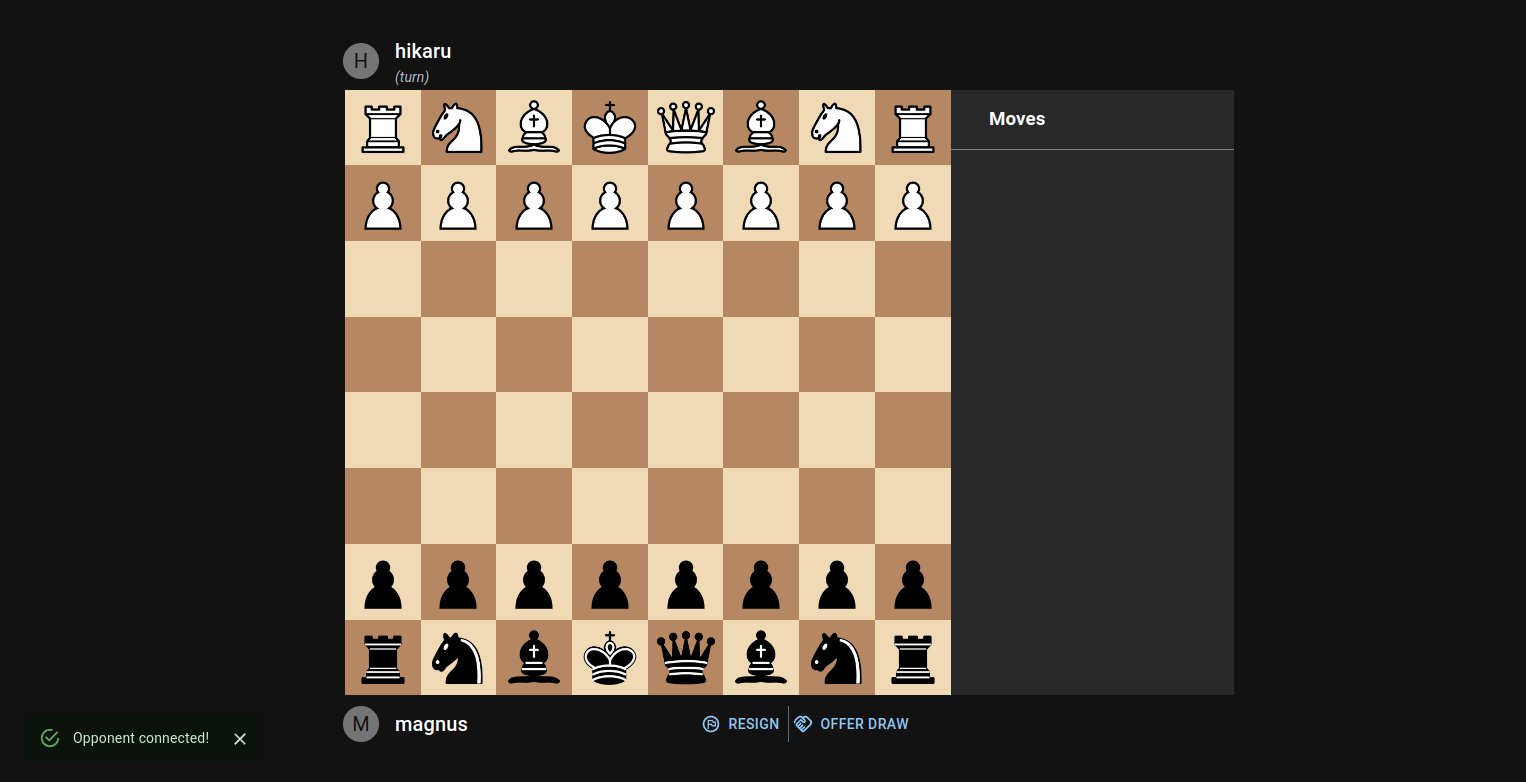 H
hikaru
(turn)
Moves
M
magnus
RESIGN
OFFER DRAW
Opponent connected!